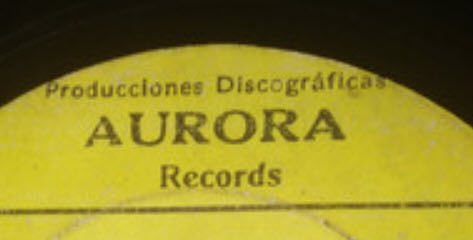 Producciones Discográficas
AURORA
Records